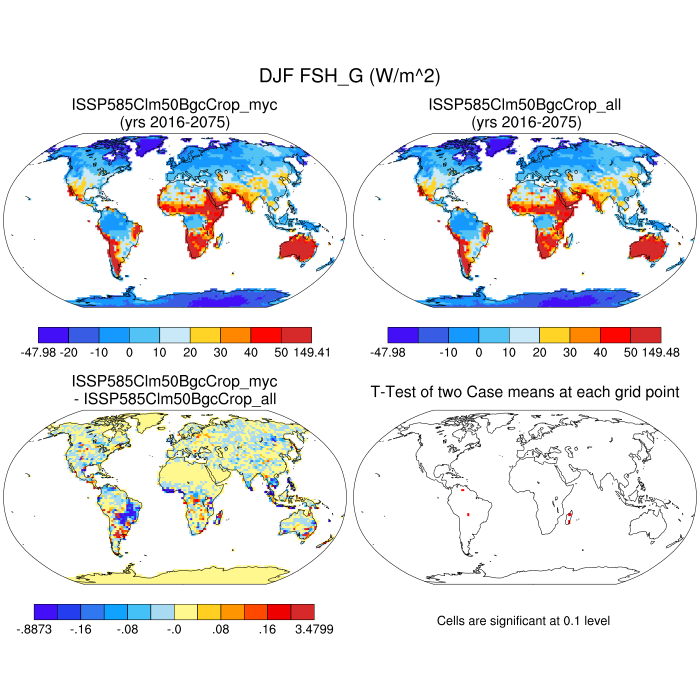 DJF FSH_G (W/m^2)
ISSP585Clm50BgcCrop_myc
(yrs 2016-2075)
ISSP585Clm50BgcCrop_all
(yrs 2016-2075)
-47.98 -20 -10 0 10 20 30 40 50 149.41
-47.98 -10 0 10 20 30 40 50 149.48
ISSP585Clm50BgcCrop_myc
- ISSP585Clm50BgcCrop_all
T-Test of two Case means at each grid point
-.8873 -.16 -.08 -.0 .08 .16 3.4799
Cells are significant at 0.1 level